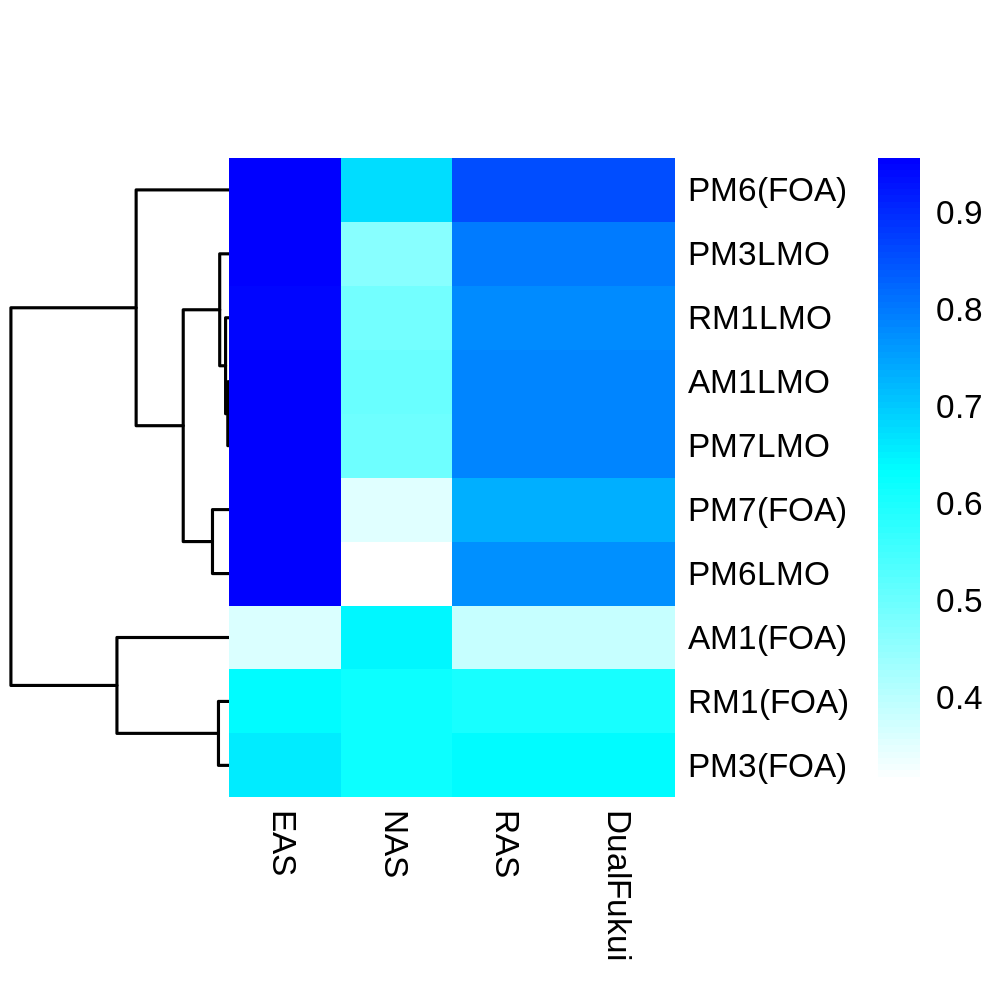 PM6(FOA)
PM3LMO
RM1LMO
AM1LMO
PM7LMO
PM7(FOA)
PM6LMO
AM1(FOA)
RM1(FOA)
PM3(FOA)
0.9
0.8
0.7
0.6
0.5
0.4
EAS
NAS
RAS
DualFukui